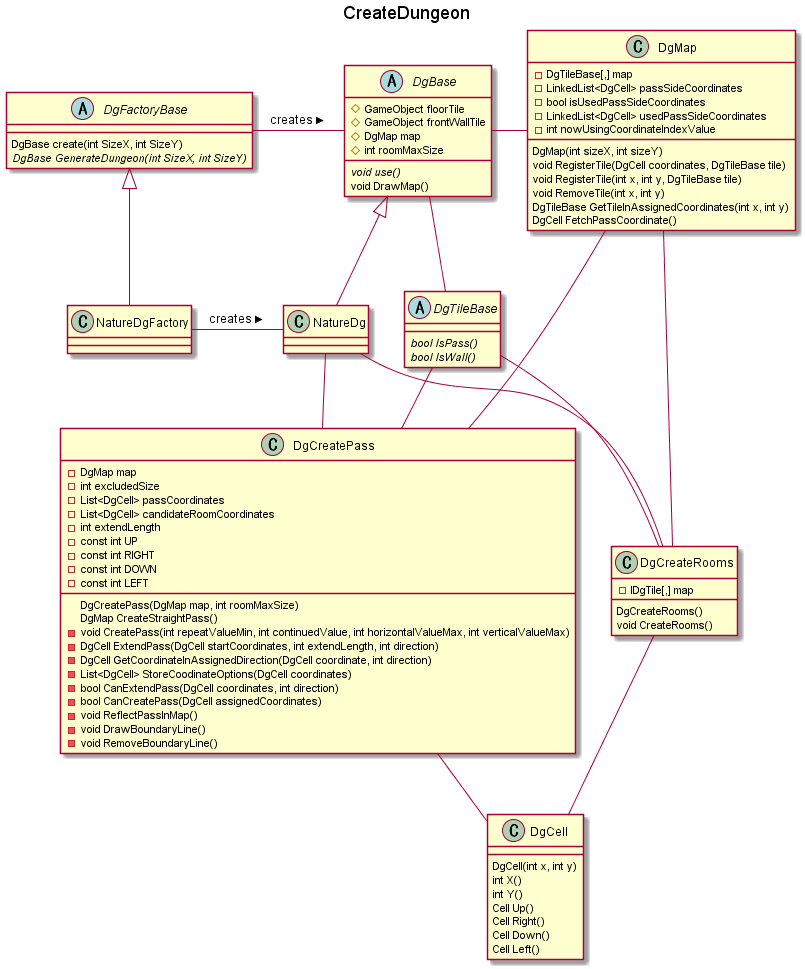 CreateDungeon
C DgMap
DgTileBase[,] map
LinkedList<DgCell> passSideCoordinates
bool isUsedPassSideCoordinates
LinkedList<DgCell> usedPassSideCoordinates
int nowUsingCoordinateIndexValue
DgMap(int sizeX, int sizeY)
void RegisterTile(DgCell coordinates, DgTileBase tile)
void RegisterTile(int x, int y, DgTileBase tile)
void RemoveTile(int x, int y)
DgTileBase GetTileInAssignedCoordinates(int x, int y)
DgCell FetchPassCoordinate()
A DgBase
GameObject floorTile
GameObject frontWallTile
DgMap map
int roomMaxSize
void use()
void DrawMap()
A DgFactoryBase
DgBase create(int SizeX, int SizeY)
DgBase GenerateDungeon(int SizeX, int SizeY)
creates ▶
C NatureDgFactory
creates ▶
C NatureDg
A DgTileBase
bool IsPass()
bool IsWall()
C DgCreatePass
DgMap map
int excludedSize
List<DgCell> passCoordinates
List<DgCell> candidateRoomCoordinates
int extendLength
const int UP
const int RIGHT
const int DOWN
const int LEFT
DgCreatePass(DgMap map, int roomMaxSize)
DgMap CreateStraightPass()
void CreatePass(int repeatValueMin, int continuedValue, int horizontalValueMax, int verticalValueMax)
DgCell ExtendPass(DgCell startCoordinates, int extendLength, int direction)
DgCell GetCoordinateInAssignedDirection(DgCell coordinate, int direction)
List<DgCell> StoreCoodinateOptions(DgCell coordinates)
bool CanExtendPass(DgCell coordinates, int direction)
bool CanCreatePass(DgCell assignedCoordinates)
void ReflectPassInMap()
void DrawBoundaryLine()
void RemoveBoundaryLine()
C DgCreateRooms
IDgTile[,] map
DgCreateRooms()
void CreateRooms()
C DgCell
DgCell(int x, int y)
int X()
int Y()
Cell Up()
Cell Right()
Cell Down()
Cell Left()